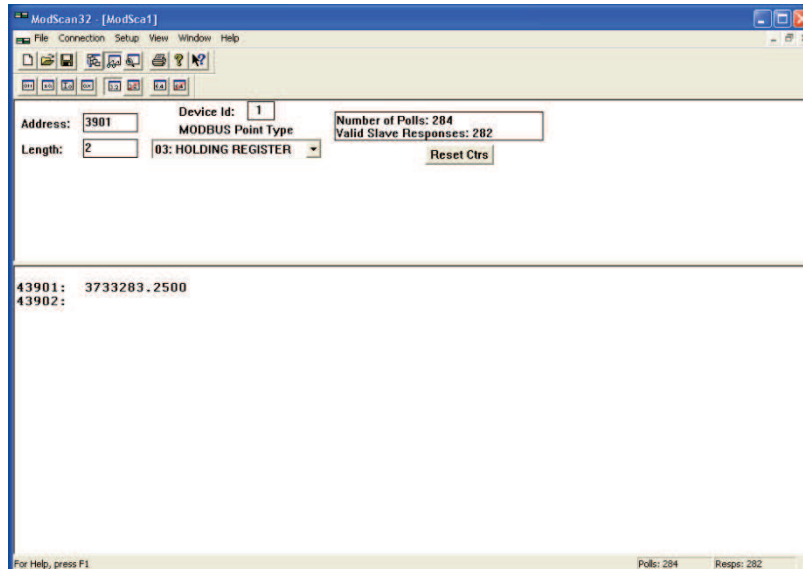 ModScan32 - [ModSca1]
File Connection Setup View Window Help
Address: 3901
Device Id: 1
MODBUS Point Type
Length: 2
03: HOLDING REGISTER
Number of Polls: 284
Valid Slave Responses: 282
Reset Ctrs
43901: 3733283.2500
43902:
For Help, press F1
Polls: 284
Resps: 282